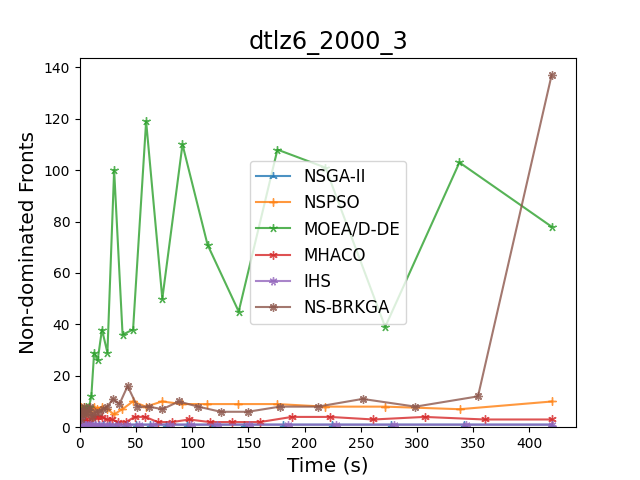 dtlz6_2000_3
140
120
100
80
60
40
20
0
Non-dominated Fronts
NSGA-II
NSPSO
MOEA/D-DE
MHACO
IHS
NS-BRKGA
0 50 100 150 200 250 300 350 400
Time (s)